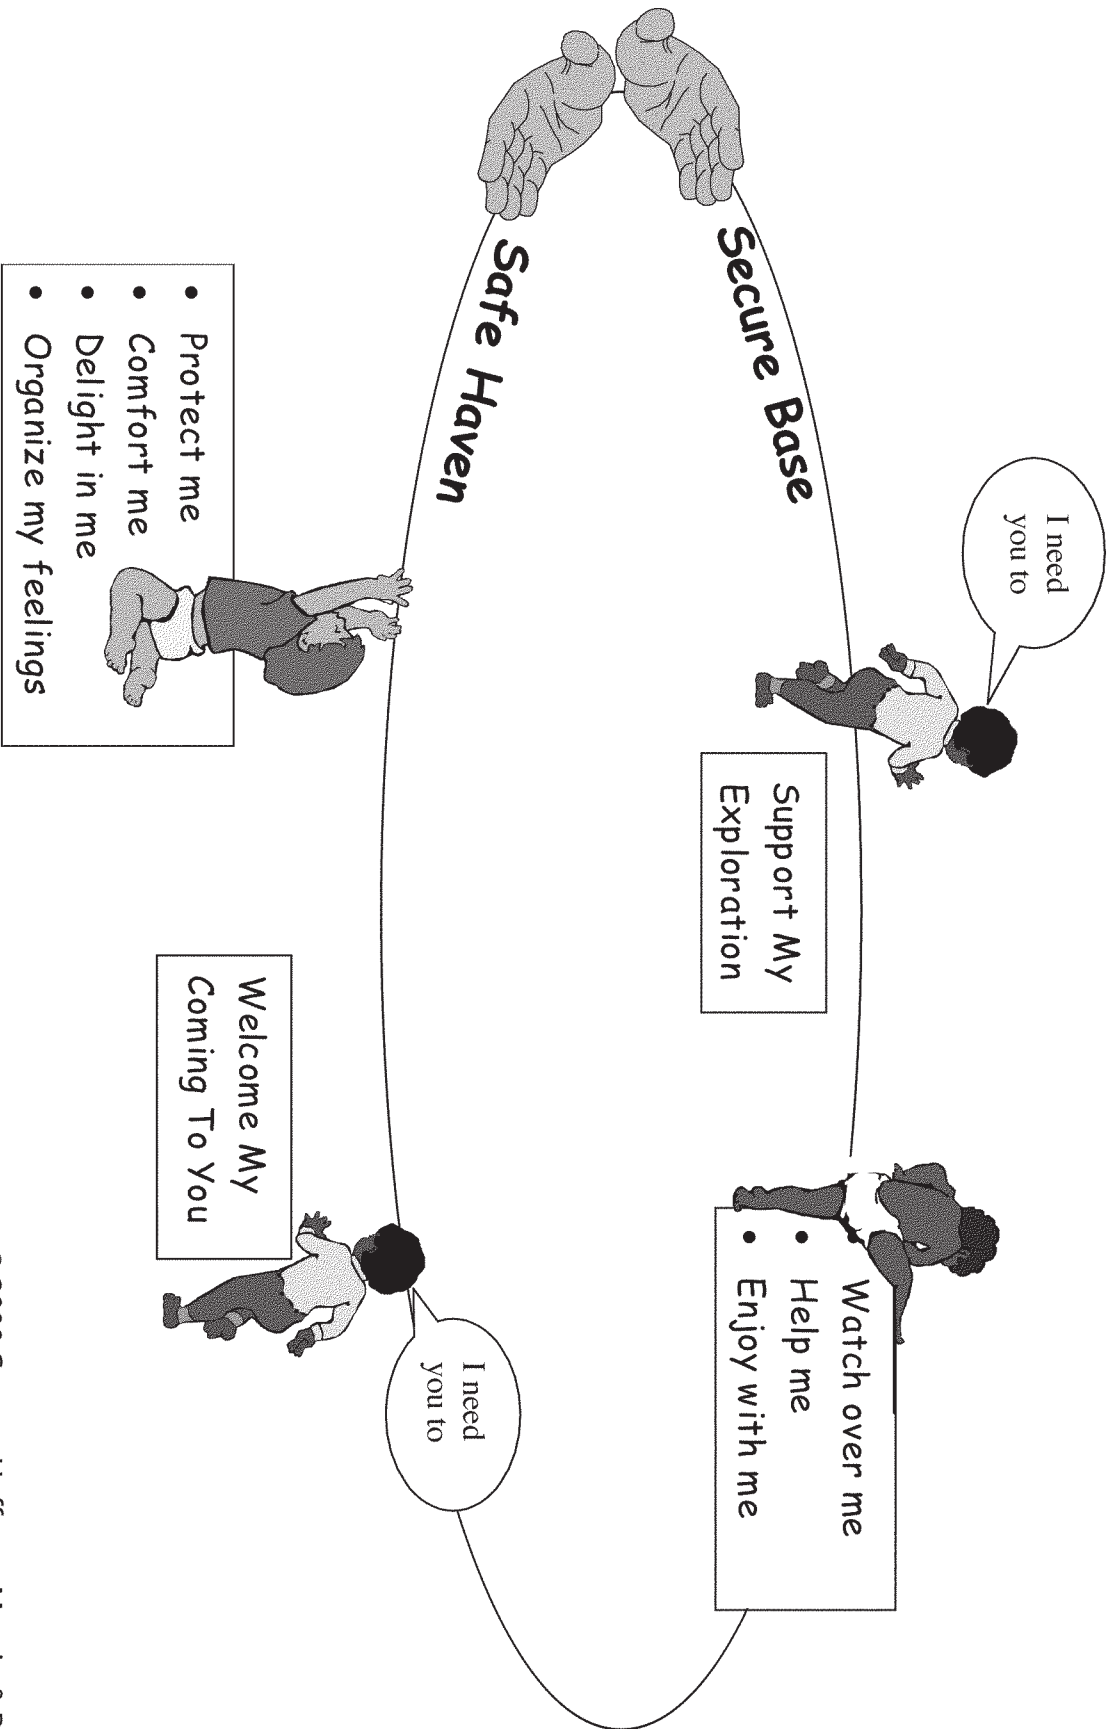 I need
you to
Secure Base
Support My
Exploration
• Watch over me
• Help me
• Enjoy with me
Safe Haven
I need
you to
Welcome My
Coming To You
• Protect me
• Comfort me
• Delight in me
• Organize my feelings